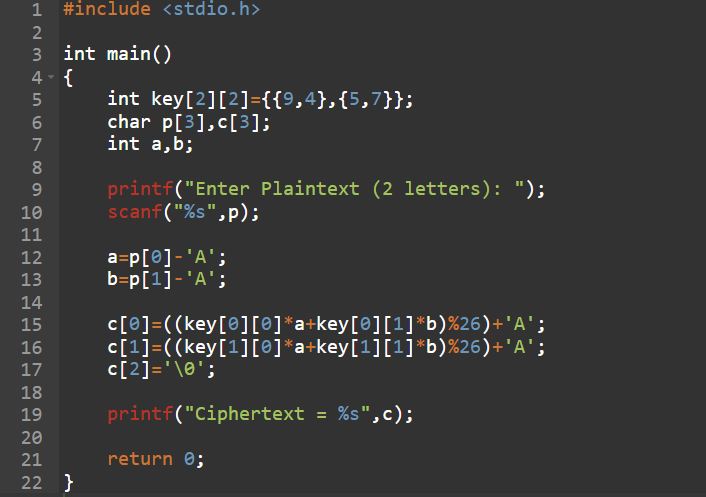 1 #include <stdio.h>
2
3 int main()
4 {
5     int key[2][2]={{9,4},{5,7}};
6     char p[3],c[3];
7     int a,b;
8
9     printf("Enter Plaintext (2 letters): ");
10     scanf("%s",p);
11
12     a=p[0]-'A';
13     b=p[1]-'A';
14
15     c[0]=((key[0][0]*a+key[0][1]*b)%26)+'A';
16     c[1]=((key[1][0]*a+key[1][1]*b)%26)+'A';
17     c[2]='\0';
18
19     printf("Ciphertext = %s",c);
20
21     return 0;
22 }